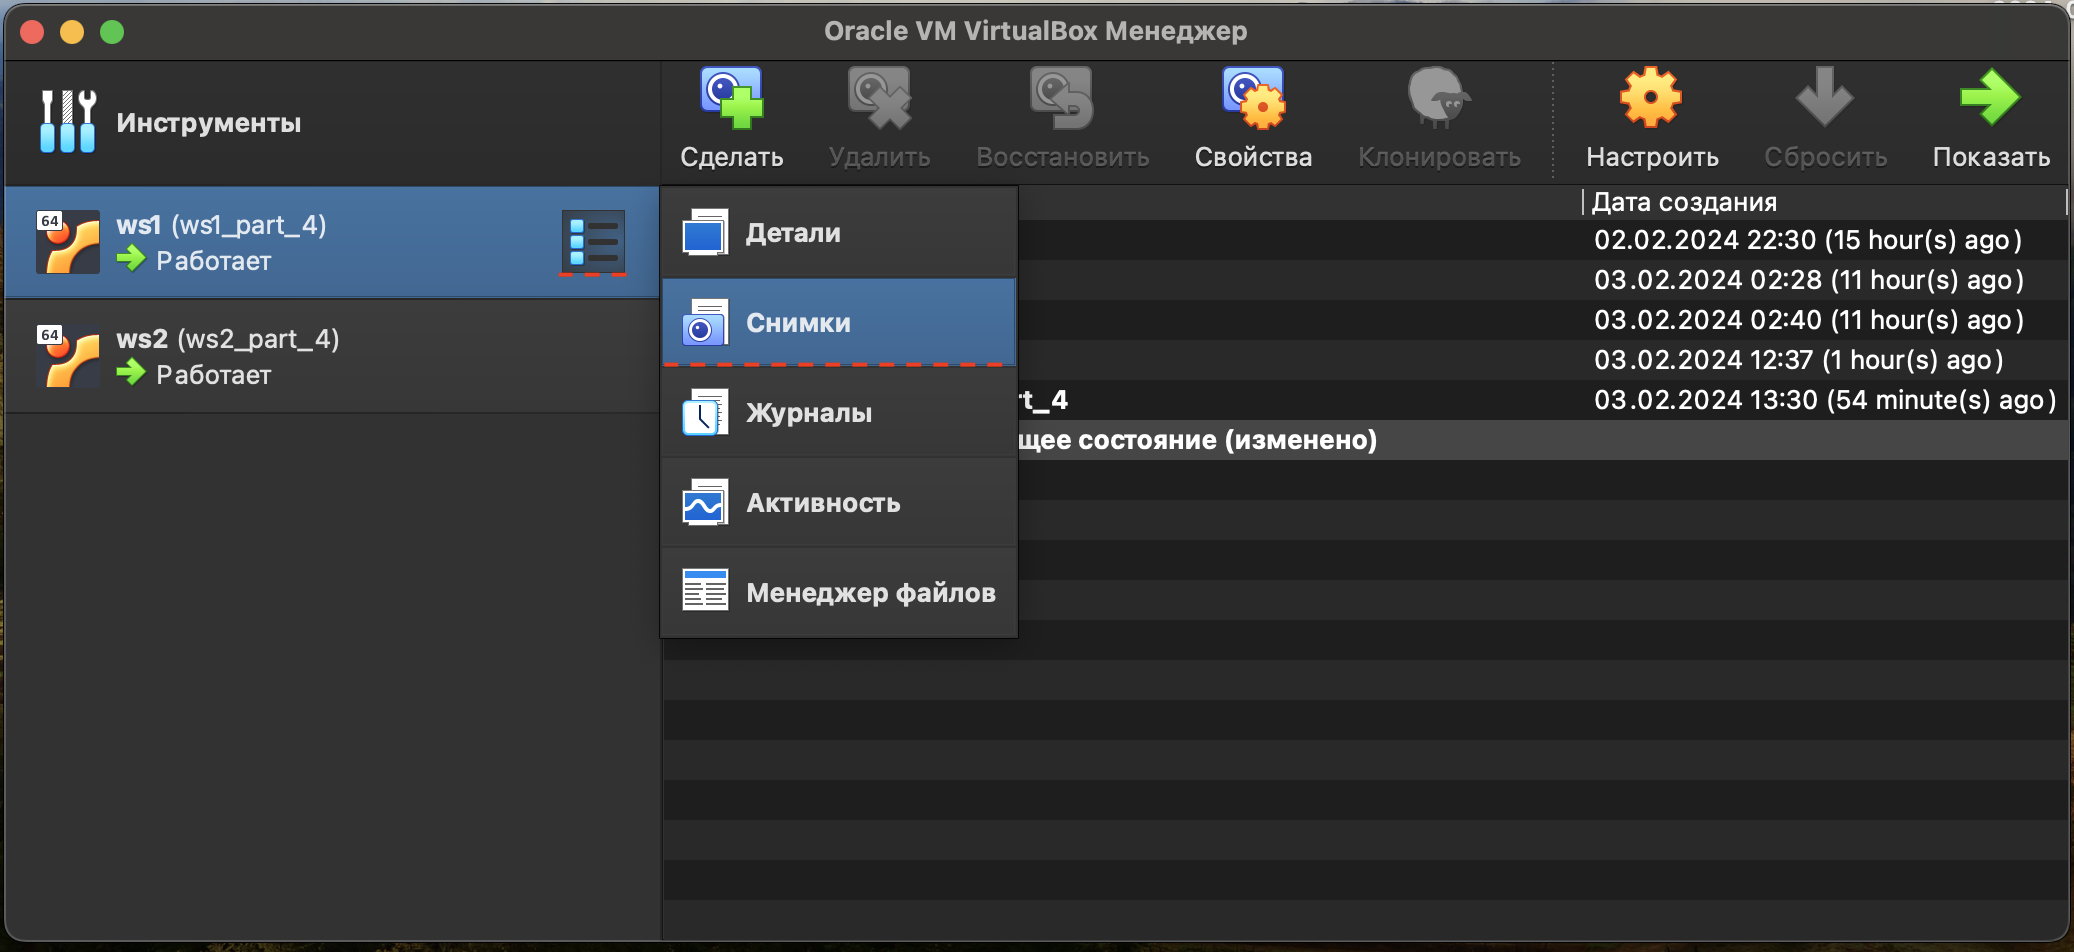 Oracle VM VirtualBox Менеджер
Инструменты
Сделать
Удалить
Восстановить
Свойства
Клонировать
Настроить
Сбросить
Показать
64
ws1 (ws1_part_4)
Работает
64
ws2 (ws2_part_4)
Работает
Детали
Снимки
Журналы
Активность
Менеджер файлов
Дата создания
02.02.2024 22:30 (15 hour(s) ago)
03.02.2024 02:28 (11 hour(s) ago)
03.02.2024 02:40 (11 hour(s) ago)
03.02.2024 12:37 (1 hour(s) ago)
rt_4 03.02.2024 13:30 (54 minute(s) ago)
щее состояние (изменено)